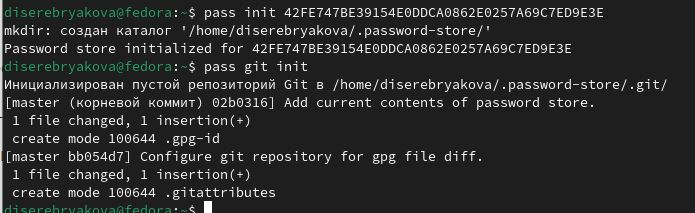 diserebryakova@fedora:~$ pass init 42FE747BE39154E0DDCA0862E0257A69C7ED9E3E
mkdir: создан каталог '/home/diserebryakova/.password-store/'
Password store initialized for 42FE747BE39154E0DDCA0862E0257A69C7ED9E3E
diserebryakova@fedora:~$ pass git init
Инициализирован пустой репозиторий Git в /home/diserebryakova/.password-store/.git/
[master (корневой коммит) 02b0316] Add current contents of password store.
 1 file changed, 1 insertion(+)
 create mode 100644 .gpg-id
[master bb054d7] Configure git repository for gpg file diff.
 1 file changed, 1 insertion(+)
 create mode 100644 .gitattributes
diserebryakova@fedora:~$